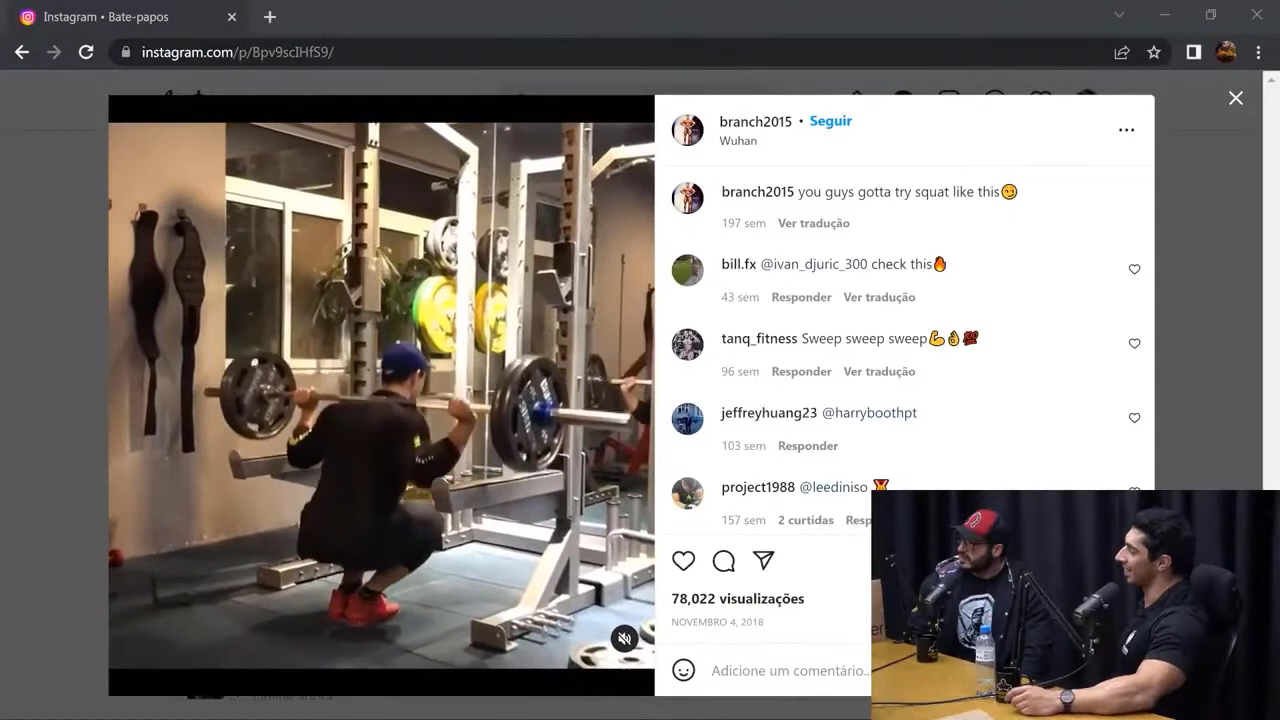 Instagram • Bate-papos
instagram.com/p/Bpv9scIHfS9/
branch2015 • Seguir
Wuhan
branch2015 you guys gotta try squat like this😏
197 sem Ver tradução
bill.fx @ivan_djuric_300 check this🔥
43 sem Responder Ver tradução
tanq_fitness Sweep sweep sweep💪👌💯
96 sem Responder Ver tradução
jeffreyhuang23 @harryboothpt
103 sem Responder
project1988 @leediniso
157 sem 2 curtidas
78,022 visualizações
NOVEMBRO 4, 2018
Adicione um comentário...